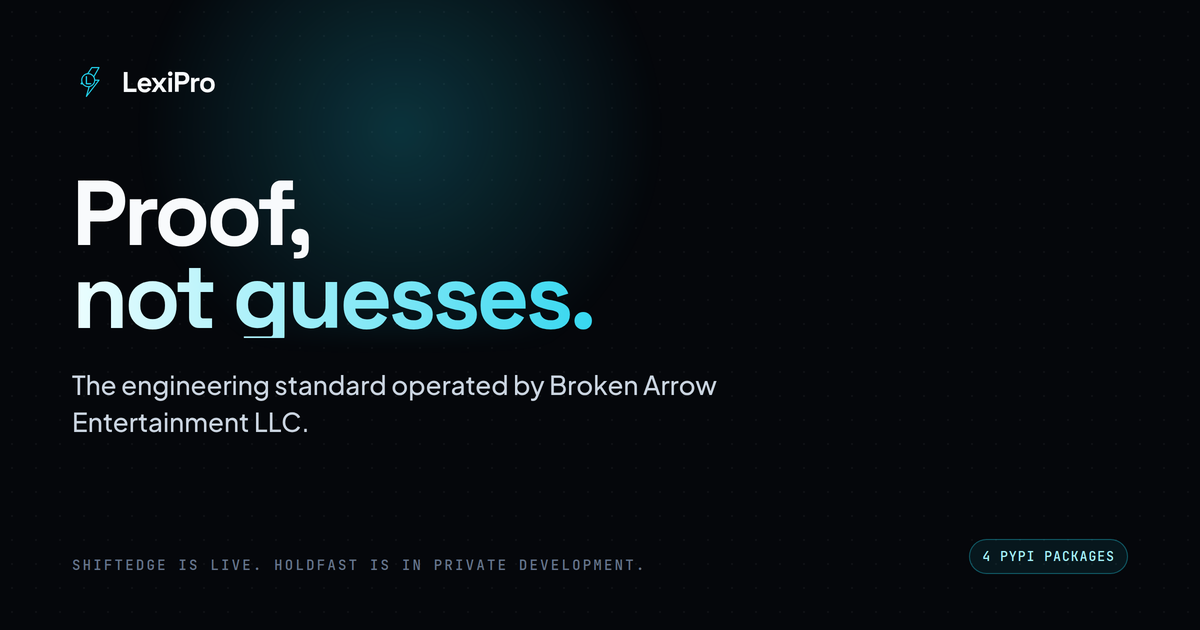 LexiPro
Proof,
not guesses.
The engineering standard operated by Broken Arrow
Entertainment LLC.
SHIFTEDGE IS LIVE. HOLDFAST IS IN PRIVATE DEVELOPMENT.
4 PYPI PACKAGES